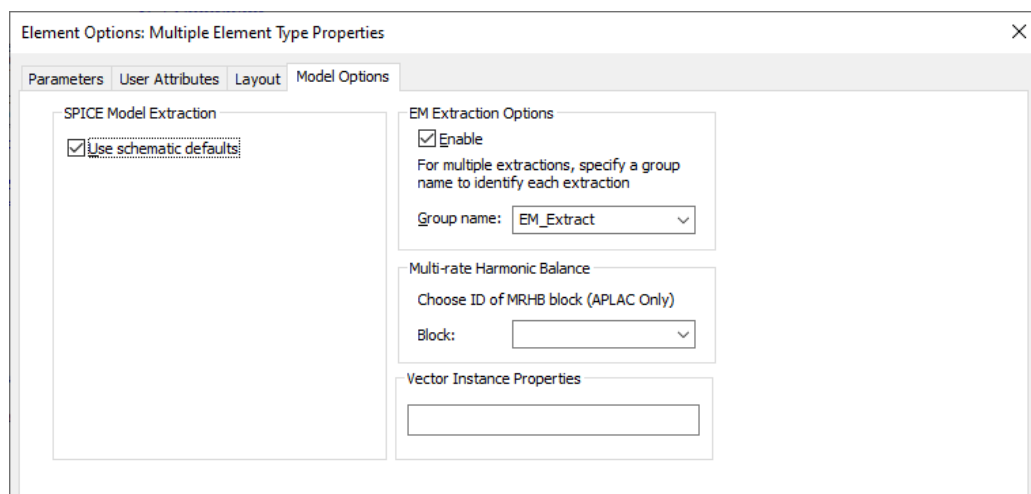 Element Options: Multiple Element Type Properties
Parameters
User Attributes
Layout
Model Options
SPICE Model Extraction
Use schematic defaults
EM Extraction Options
Enable
For multiple extractions, specify a group
name to identify each extraction
Group name: EM_Extract
Multi-rate Harmonic Balance
Choose ID of MRHB block (APLAC Only)
Block:
Vector Instance Properties